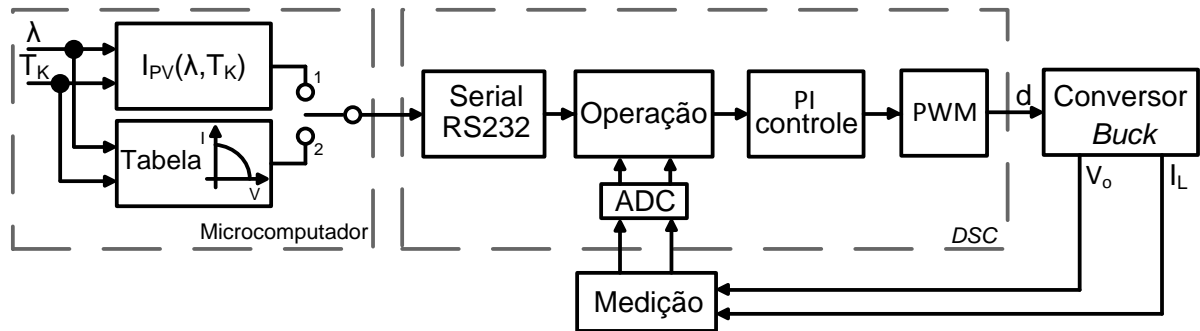 λ
T_K
I_PV(λ,T_K)
1
2
Tabela
I
V
Microcomputador
Serial
RS232
Operação
PI
controle
PWM
d
Conversor
Buck
V_o
I_L
ADC
DSC
Medição